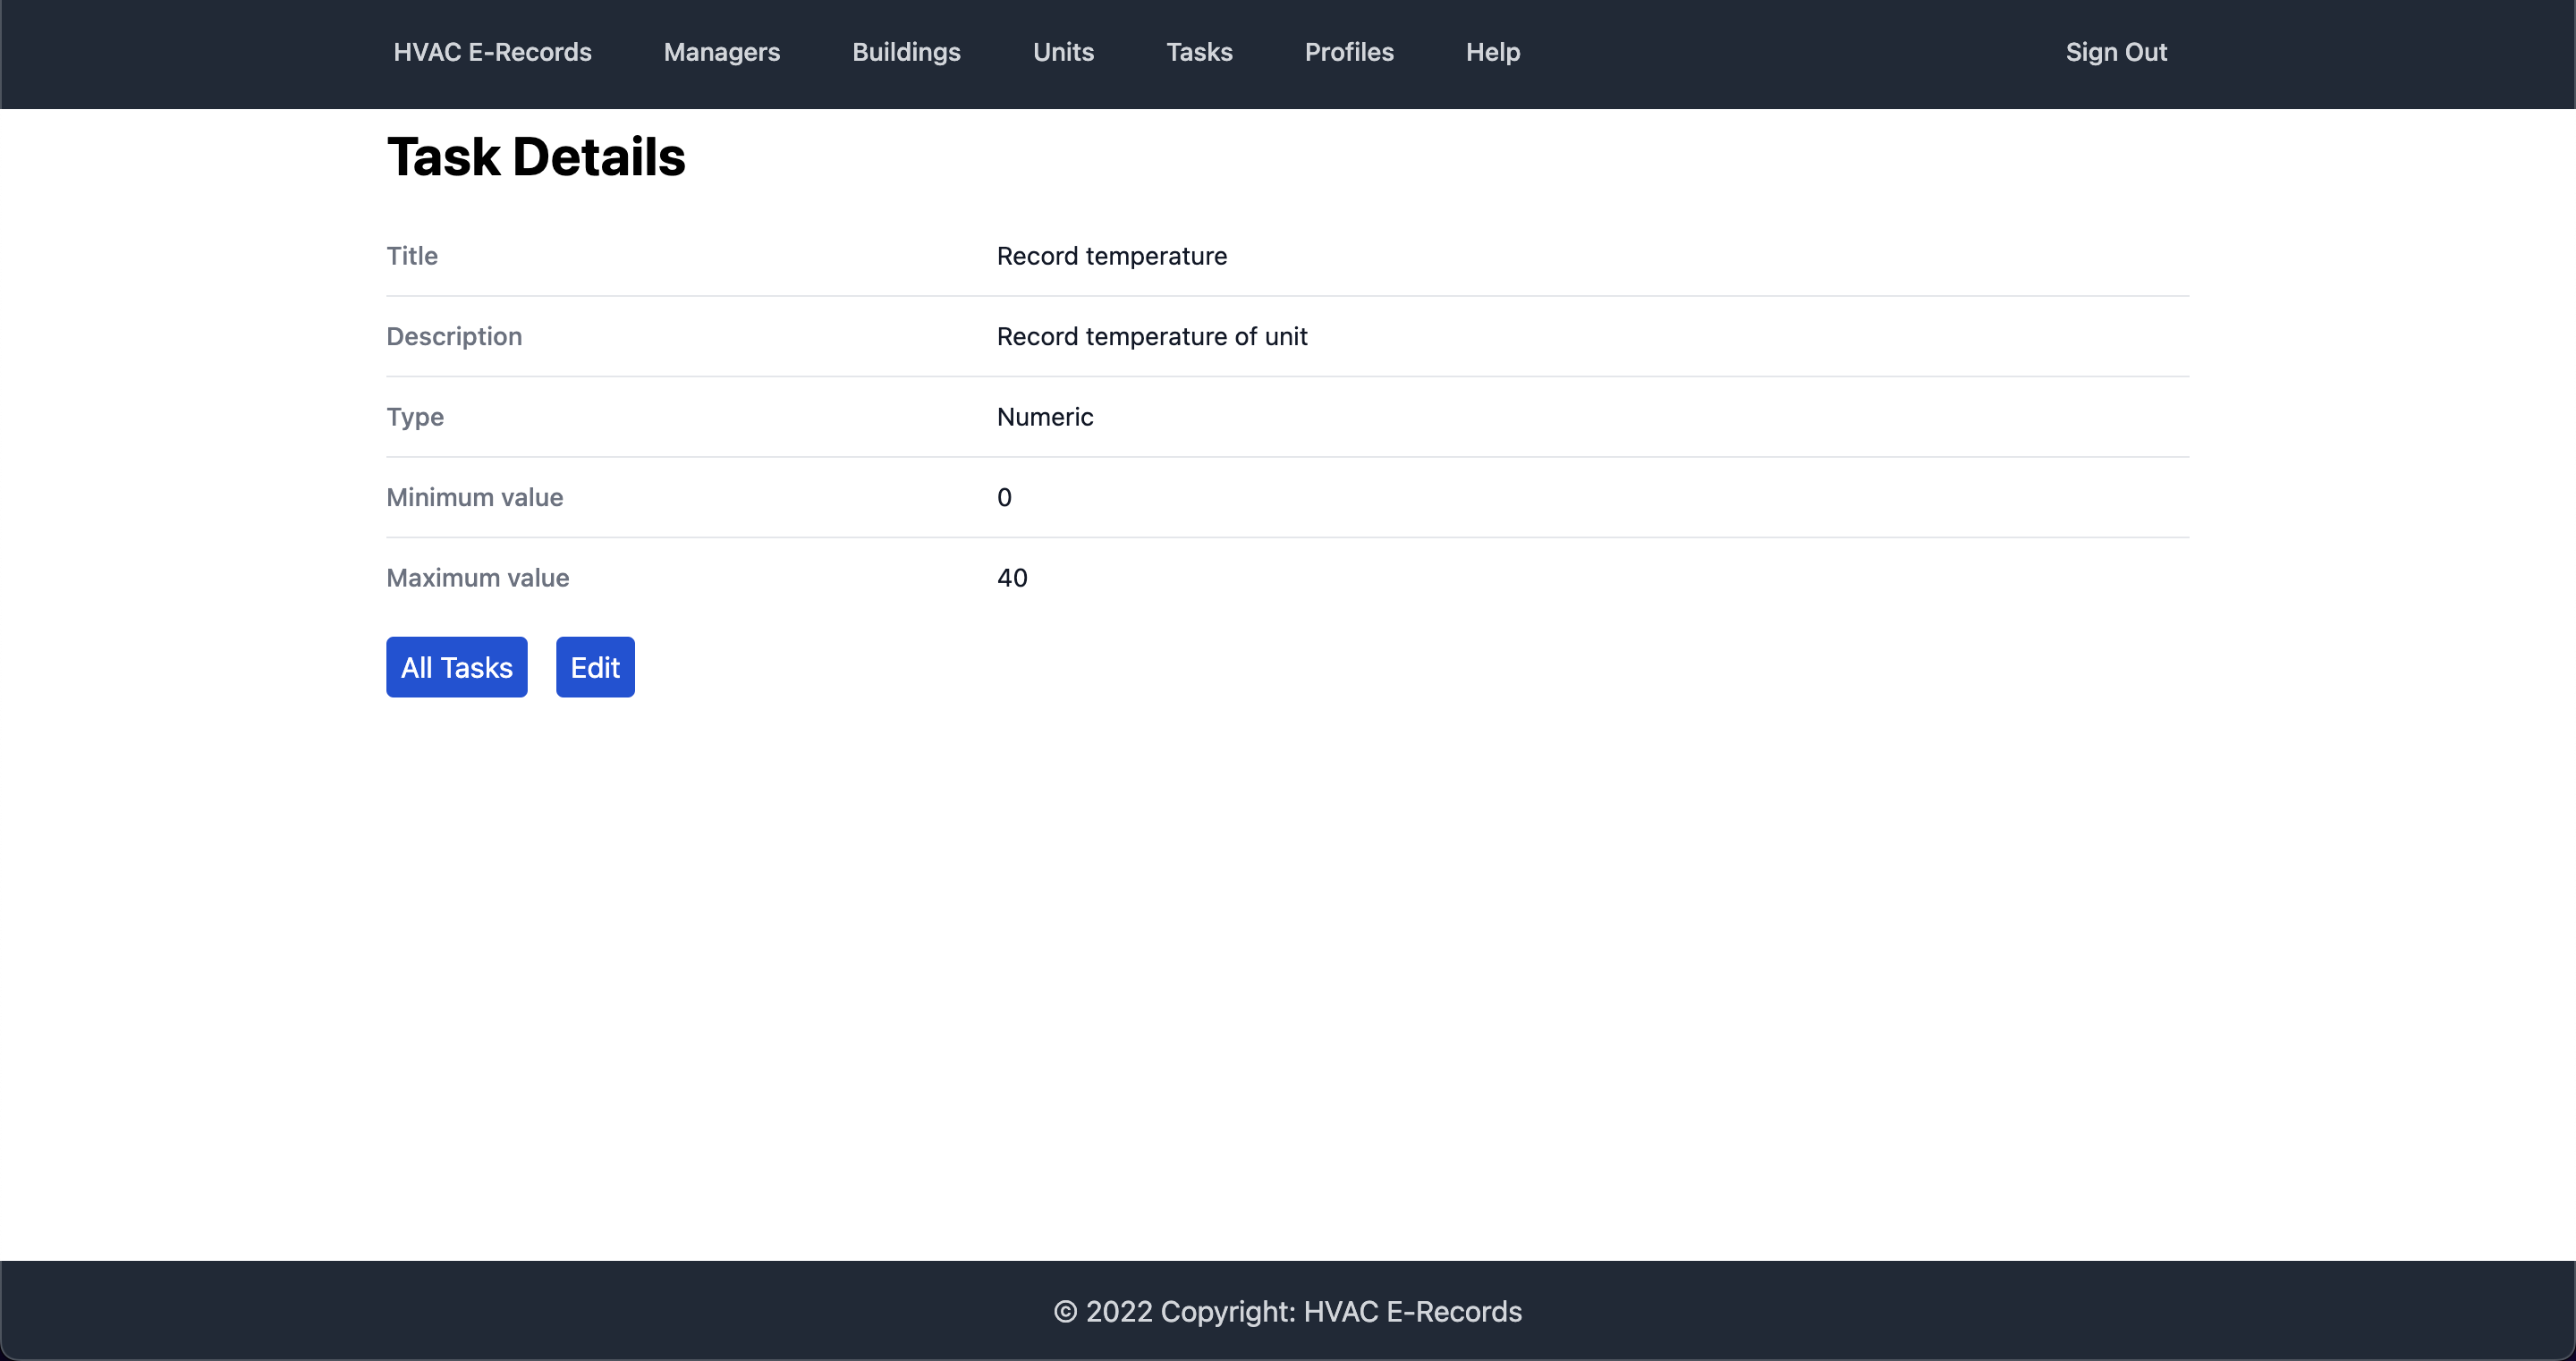 HVAC E-Records Managers Buildings Units Tasks Profiles Help Sign Out
Task Details
Title Record temperature
Description Record temperature of unit
Type Numeric
Minimum value 0
Maximum value 40
All Tasks Edit
© 2022 Copyright: HVAC E-Records